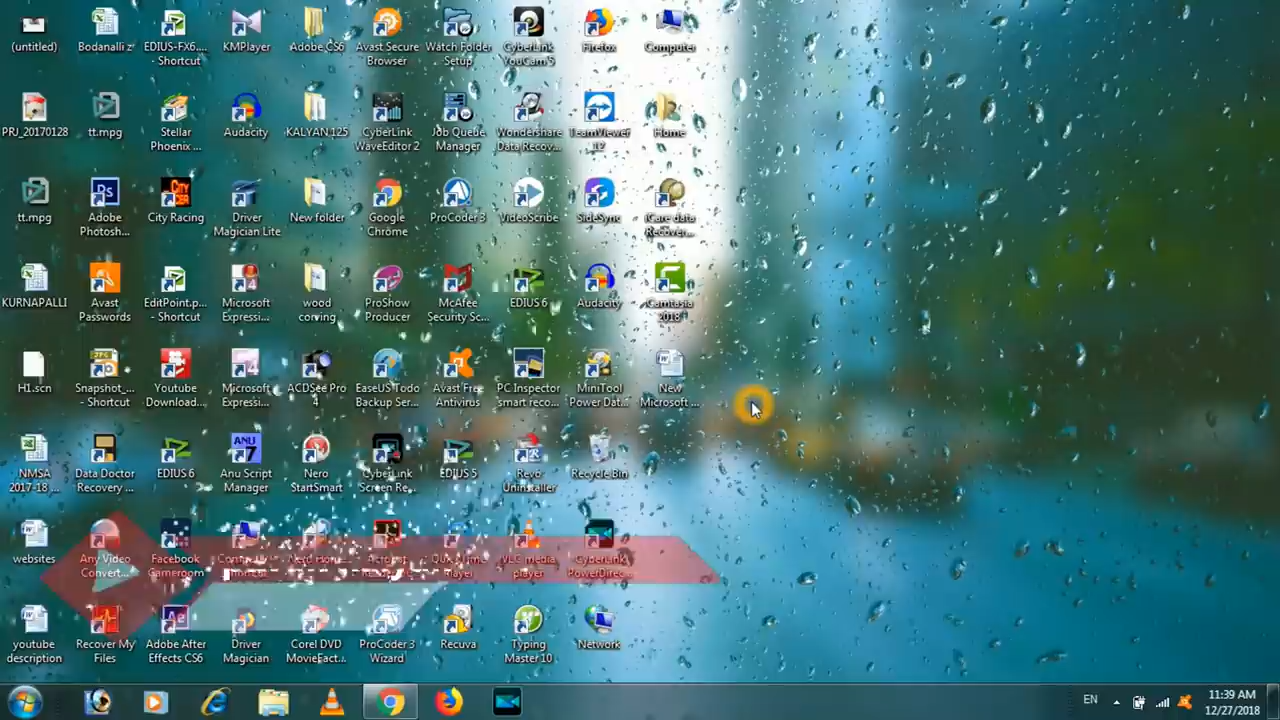 (untitled)
Bodanalli z
EDIUS-FX6....
- Shortcut
KMPlayer
Adobe CS6
Avast Secure
Browser
Watch Folder
Setup
CyberLink
YouCam 5
Firefox
Computer
PRJ_20170128
tt.mpg
Stellar
Phoenix ...
Audacity
KALYAN 125
CyberLink
WaveEditor 2
Job Queue
Manager
Wondershare
Data Recov...
TeamViewer
12
Home
tt.mpg
Adobe
Photosh...
City Racing
Driver
Magician Lite
New folder
Google
Chrome
ProCoder 3
VideoScribe
SideSync
iCare data
Recover...
KURNAPALLI
Avast
Passwords
EditPoint.p...
- Shortcut
Microsoft
Expressi...
wood
corving
ProShow
Producer
McAfee
Security Sc...
EDIUS 6
Audacity
Camtasia
2018
H1.scn
Snapshot_...
- Shortcut
Youtube
Download...
Microsoft
Expressi...
ACDSee Pro
4
EaseUS Todo
Backup Ser...
Avast Free
Antivirus
PC Inspector
smart reco...
MiniTool
Power Dat...
New
Microsoft ...
NMSA
2017-18 ...
Data Doctor
Recovery ...
EDIUS 6
Anu Script
Manager
Nero
StartSmart
CyberLink
Screen Re...
EDIUS 5
Revo
Uninstaller
Recycle Bin
websites
Any Video
Convert...
Facebook
Gameroom
VLC media
player
CyberLink
PowerDirec...
youtube
description
Recover My
Files
Adobe After
Effects CS6
Driver
Magician
Corel DVD
MovieFact...
ProCoder 3
Wizard
Recuva
Typing
Master 10
Network
EN
11:39 AM
12/27/2018